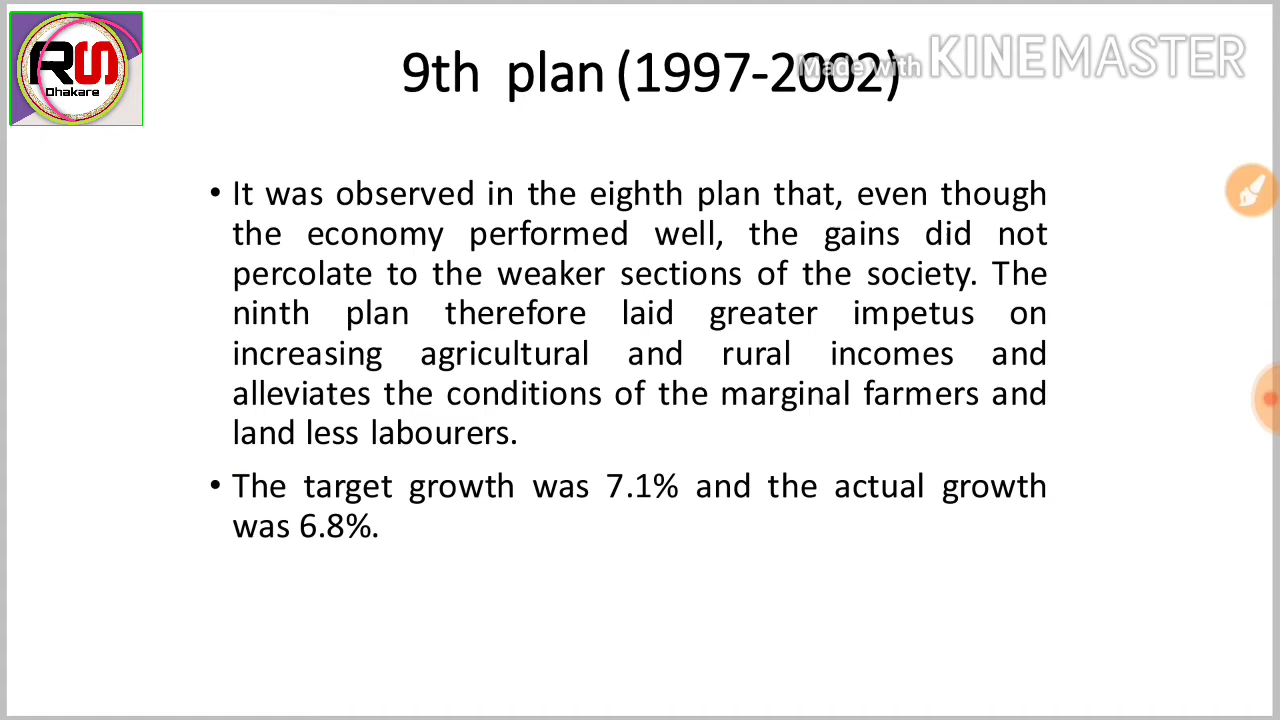 RS
Dhakare
9th plan (1997-2002)
Made with KINEMASTER
• It was observed in the eighth plan that, even though
the economy performed well, the gains did not
percolate to the weaker sections of the society. The
ninth plan therefore laid greater impetus on
increasing agricultural and rural incomes and
alleviates the conditions of the marginal farmers and
land less labourers.
• The target growth was 7.1% and the actual growth
was 6.8%.